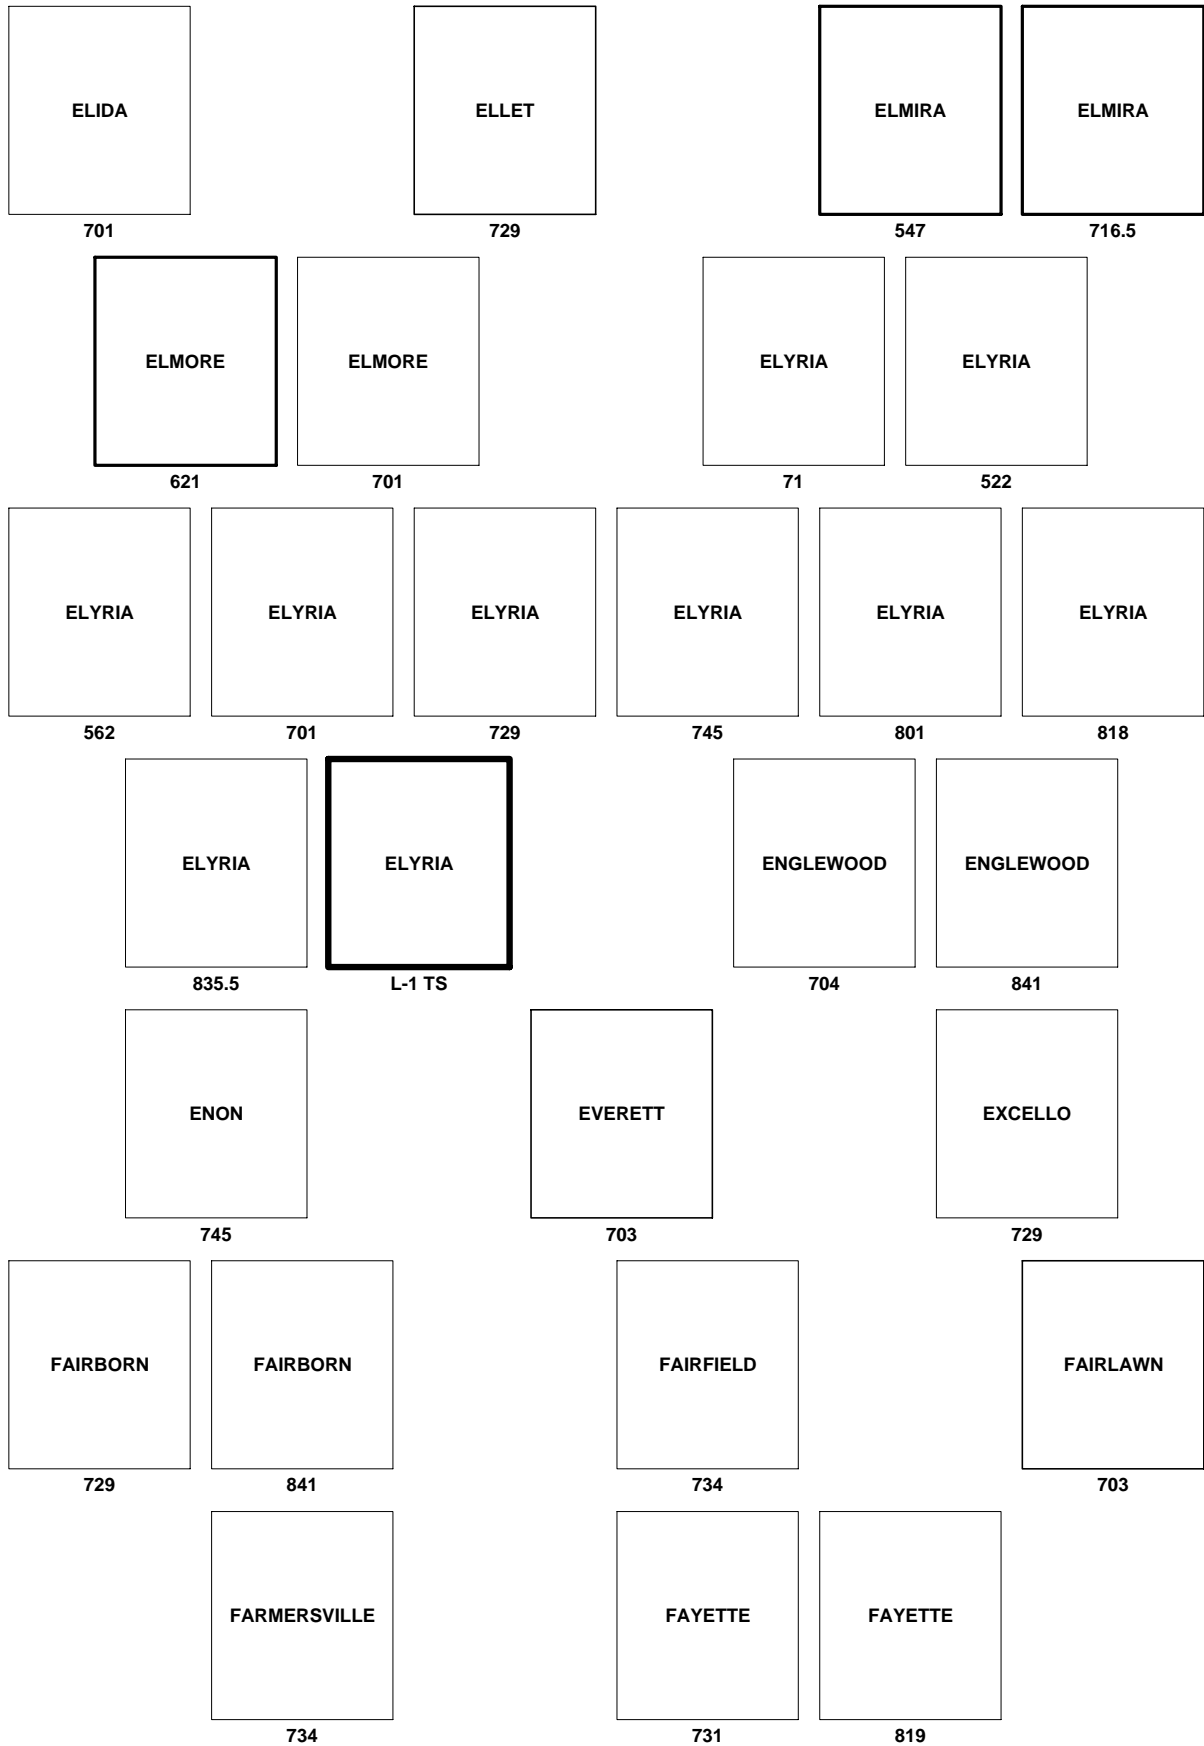 ELIDA ELLET ELMIRA ELMIRA
701 729 547 716.5
ELMORE ELMORE ELYRIA ELYRIA
621 701 71 522
ELYRIA ELYRIA ELYRIA ELYRIA ELYRIA ELYRIA
562 701 729 745 801 818
ELYRIA ELYRIA ENGLEWOOD ENGLEWOOD
835.5 L-1 TS 704 841
ENON EVERETT EXCELLO
745 703 729
FAIRBORN FAIRBORN FAIRFIELD FAIRLAWN
729 841 734 703
FARMERSVILLE FAYETTE FAYETTE
734 731 819